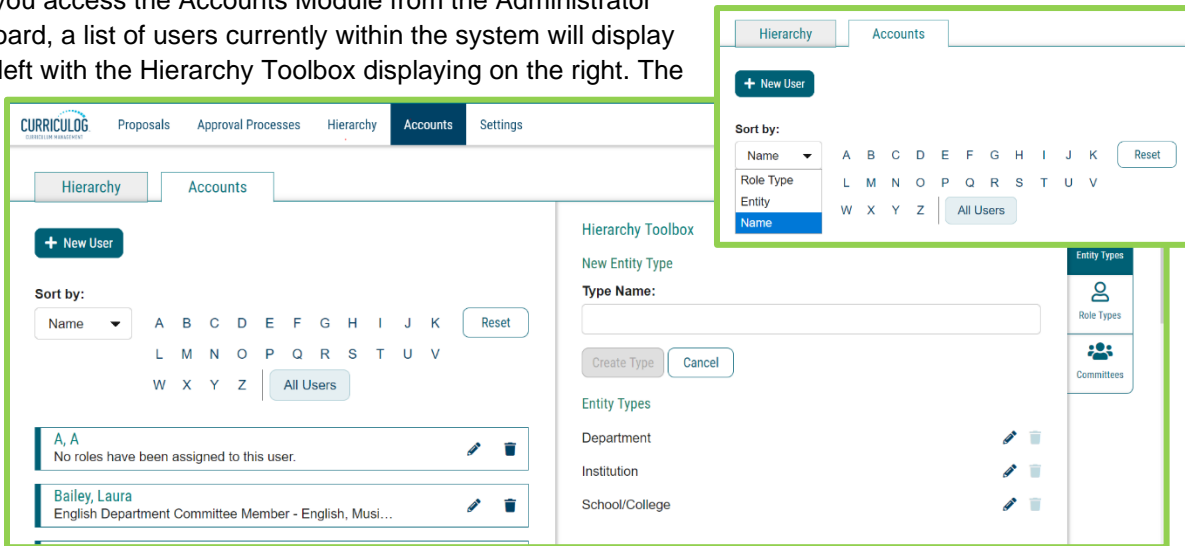 you access the Accounts Module from the Administrator
oard, a list of users currently within the system will display
left with the Hierarchy Toolbox displaying on the right. The
Hierarchy Accounts
+ New User
Sort by:
Name A B C D E F G H I J K Reset
Role Type L M N O P Q R S T U V
Entity
Name W X Y Z All Users
CURRICULOG Proposals Approval Processes Hierarchy Accounts Settings
CURRICULUM MANAGEMENT
Hierarchy Accounts
+ New User
Sort by:
Name A B C D E F G H I J K Reset
L M N O P Q R S T U V
W X Y Z All Users
A, A
No roles have been assigned to this user.
Bailey, Laura
English Department Committee Member - English, Musi...
Hierarchy Toolbox
New Entity Type
Type Name:
Create Type Cancel
Entity Types
Department
Institution
School/College
Entity Types
Role Types
Committees